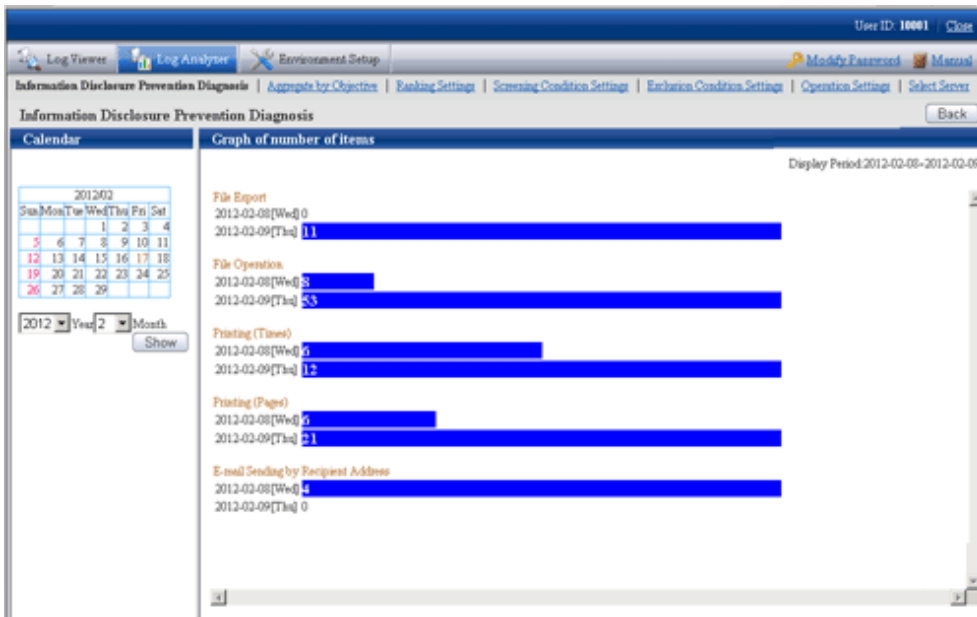 User ID: 10001 | Close
Log Viewer Log Analyzer Environment Setup Modify Password Manual
Information Disclosure Prevention Diagnosis | Aggregate by Objective | Ranking Settings | Screening Condition Settings | Exclusion Condition Settings | Operation Settings | Select Server
Information Disclosure Prevention Diagnosis Back
Calendar
2012/02
Sun Mon Tue Wed Thu Fri Sat
1 2 3 4
5 6 7 8 9 10 11
12 13 14 15 16 17 18
19 20 21 22 23 24 25
26 27 28 29
2012 Year 2 Month
Show
Graph of number of items
Display Period:2012-02-08~2012-02-09
File Export
2012-02-08[Wed] 0
2012-02-09[Thu] 11
File Operation
2012-02-08[Wed] 8
2012-02-09[Thu] 53
Printing (Times)
2012-02-08[Wed] 6
2012-02-09[Thu] 12
Printing (Pages)
2012-02-08[Wed] 6
2012-02-09[Thu] 21
E-mail Sending by Recipient Address
2012-02-08[Wed] 4
2012-02-09[Thu] 0